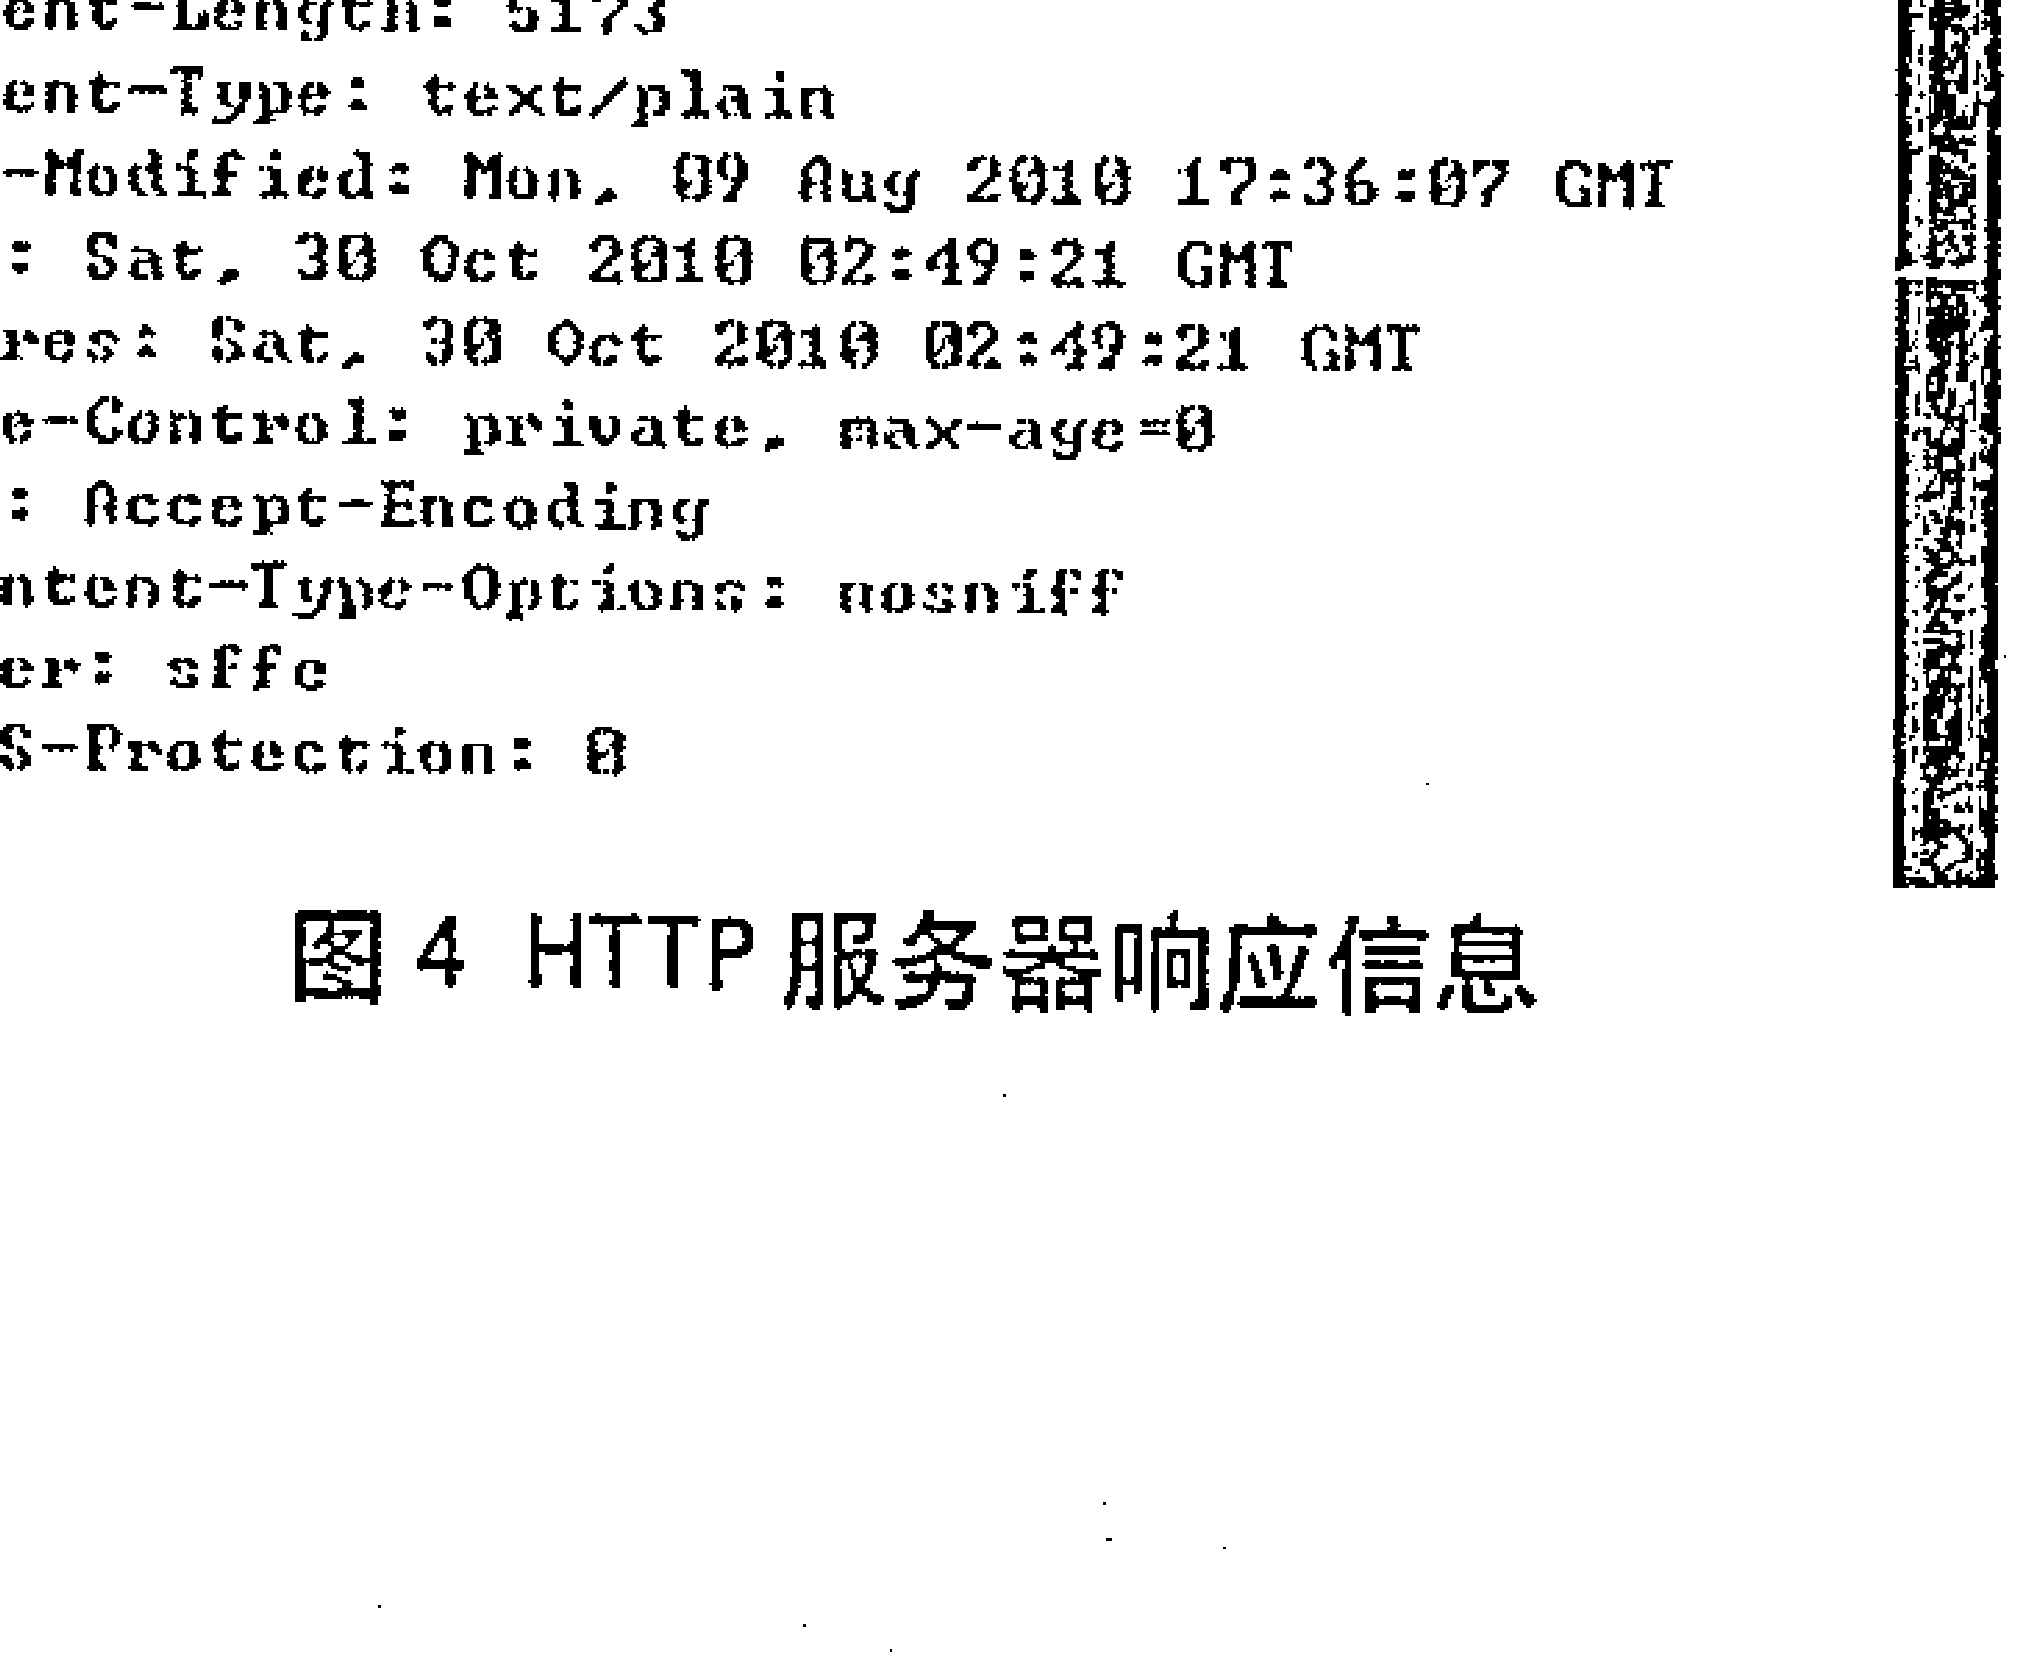 ent-Length: 5173
ent-Type: text/plain
-Modified: Mon, 09 Aug 2010 17:36:07 GMT
: Sat, 30 Oct 2010 02:49:21 GMT
res: Sat, 30 Oct 2010 02:49:21 GMT
e-Control: private, max-age=0
: Accept-Encoding
ntent-Type-Options: nosniff
er: sffe
S-Protection: 0
图 4 HTTP 服务器响应信息